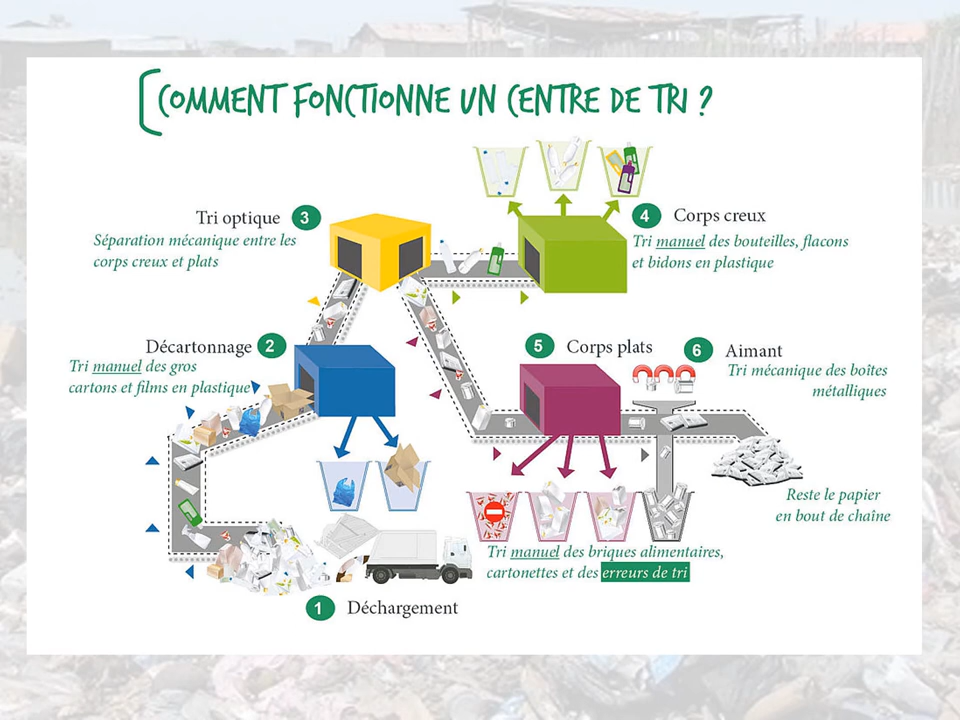 COMMENT FONCTIONNE UN CENTRE DE TRI ?
Tri optique 3
Séparation mécanique entre les
corps creux et plats
4 Corps creux
Tri manuel des bouteilles, flacons
et bidons en plastique
Décartonnage 2
Tri manuel des gros
cartons et films en plastique
5 Corps plats
6 Aimant
Tri mécanique des boîtes
métalliques
Reste le papier
en bout de chaîne
Tri manuel des briques alimentaires,
cartonettes et des erreurs de tri
1 Déchargement